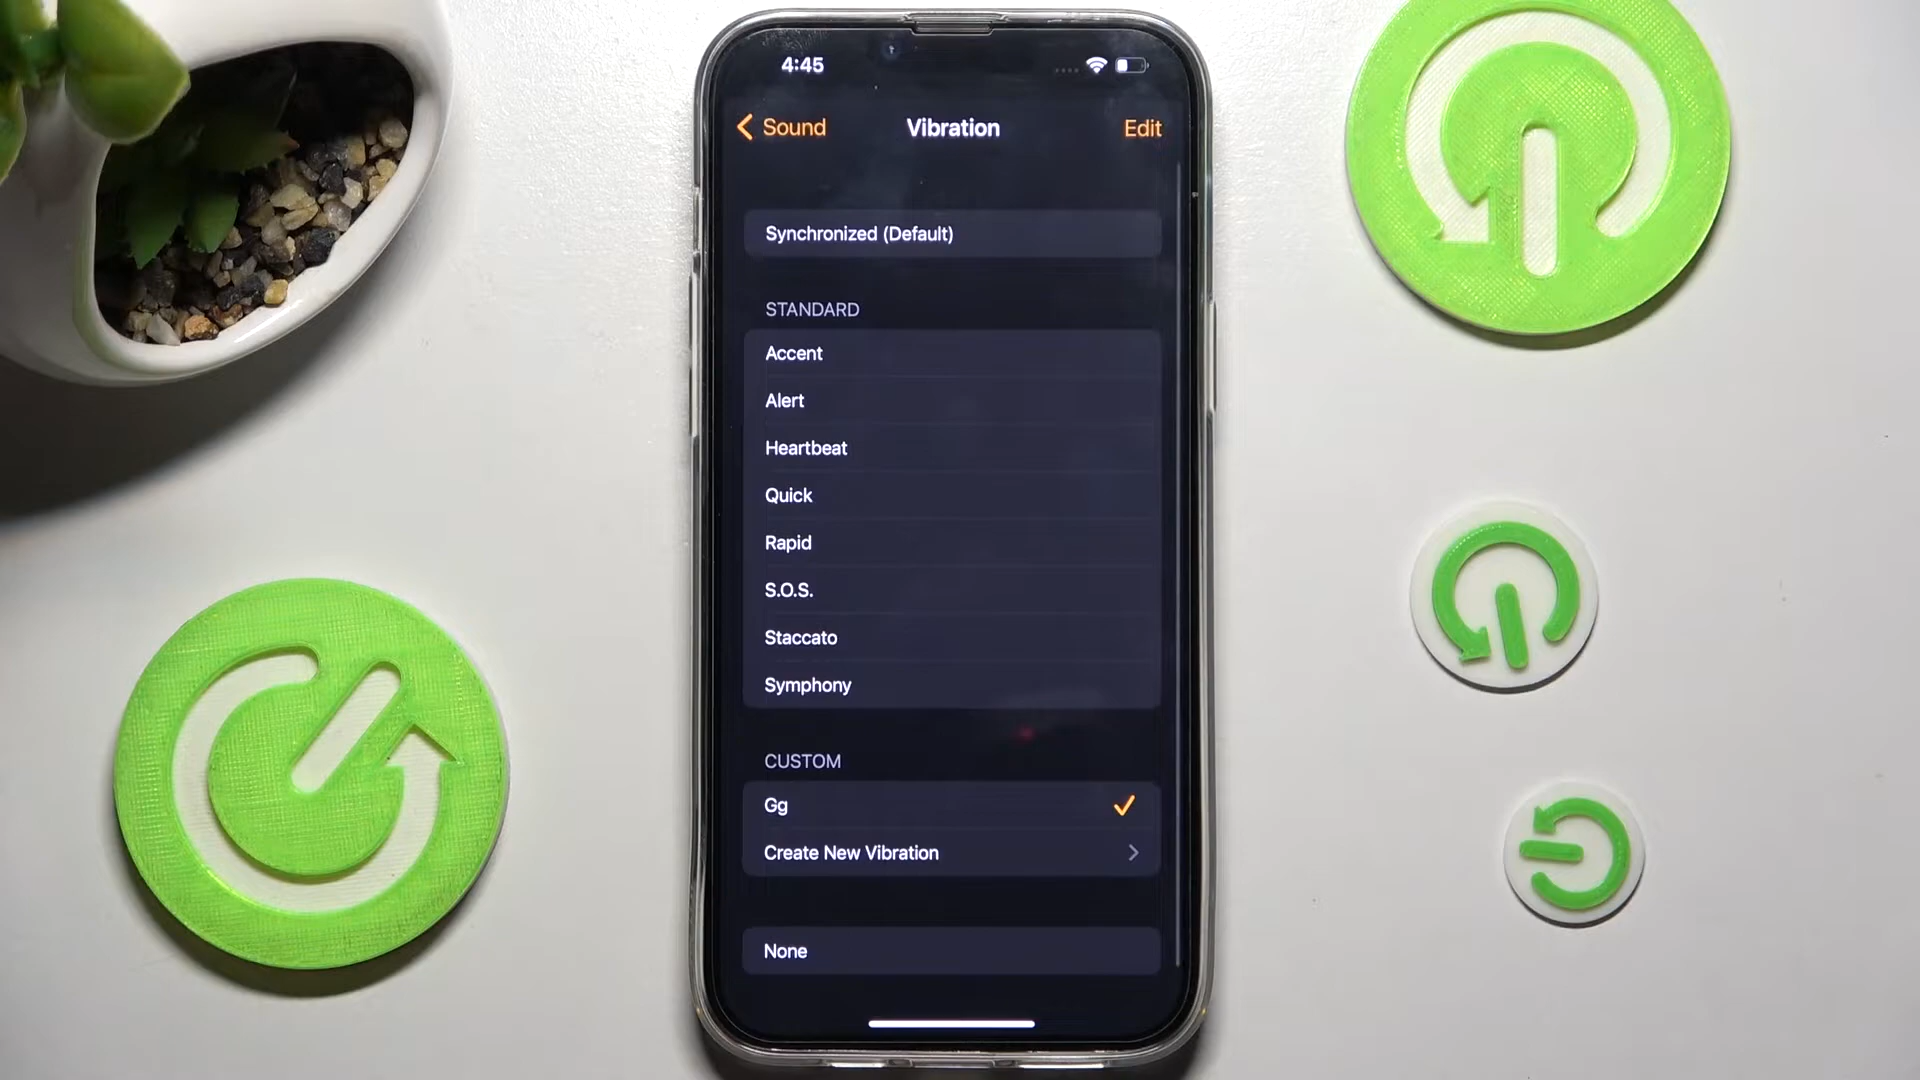 4:45
Sound
Vibration
Edit
Synchronized (Default)
STANDARD
Accent
Alert
Heartbeat
Quick
Rapid
S.O.S.
Staccato
Symphony
CUSTOM
Gg
Create New Vibration
None